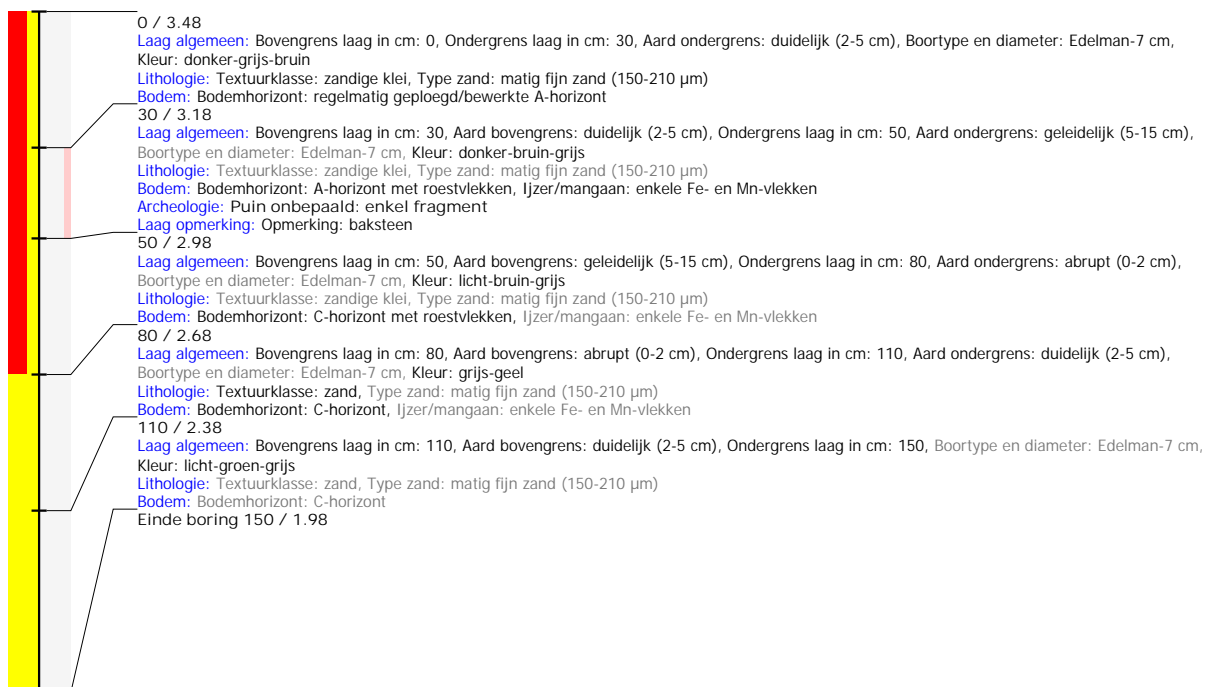 0 / 3.48
Laag algemeen: Bovengrens laag in cm: 0, Ondergrens laag in cm: 30, Aard ondergrens: duidelijk (2-5 cm), Boortype en diameter: Edelman-7 cm,
Kleur: donker-grijs-bruin
Lithologie: Textuurklasse: zandige klei, Type zand: matig fijn zand (150-210 µm)
Bodem: Bodemhorizont: regelmatig geploegd/bewerkte A-horizont
30 / 3.18
Laag algemeen: Bovengrens laag in cm: 30, Aard bovengrens: duidelijk (2-5 cm), Ondergrens laag in cm: 50, Aard ondergrens: geleidelijk (5-15 cm),
Boortype en diameter: Edelman-7 cm, Kleur: donker-bruin-grijs
Lithologie: Textuurklasse: zandige klei, Type zand: matig fijn zand (150-210 µm)
Bodem: Bodemhorizont: A-horizont met roestvlekken, Ijzer/mangaan: enkele Fe- en Mn-vlekken
Archeologie: Puin onbepaald: enkel fragment
Laag opmerking: Opmerking: baksteen
50 / 2.98
Laag algemeen: Bovengrens laag in cm: 50, Aard bovengrens: geleidelijk (5-15 cm), Ondergrens laag in cm: 80, Aard ondergrens: abrupt (0-2 cm),
Boortype en diameter: Edelman-7 cm, Kleur: licht-bruin-grijs
Lithologie: Textuurklasse: zandige klei, Type zand: matig fijn zand (150-210 µm)
Bodem: Bodemhorizont: C-horizont met roestvlekken, Ijzer/mangaan: enkele Fe- en Mn-vlekken
80 / 2.68
Laag algemeen: Bovengrens laag in cm: 80, Aard bovengrens: abrupt (0-2 cm), Ondergrens laag in cm: 110, Aard ondergrens: duidelijk (2-5 cm),
Boortype en diameter: Edelman-7 cm, Kleur: grijs-geel
Lithologie: Textuurklasse: zand, Type zand: matig fijn zand (150-210 µm)
Bodem: Bodemhorizont: C-horizont, Ijzer/mangaan: enkele Fe- en Mn-vlekken
110 / 2.38
Laag algemeen: Bovengrens laag in cm: 110, Aard bovengrens: duidelijk (2-5 cm), Ondergrens laag in cm: 150, Boortype en diameter: Edelman-7 cm,
Kleur: licht-groen-grijs
Lithologie: Textuurklasse: zand, Type zand: matig fijn zand (150-210 µm)
Bodem: Bodemhorizont: C-horizont
Einde boring 150 / 1.98